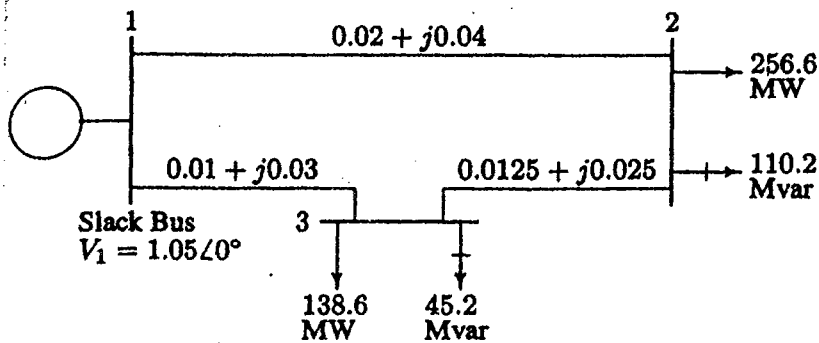 1
2
0.02 + j0.04
256.6
MW
0.01 + j0.03
0.0125 + j0.025
110.2
Mvar
Slack Bus
V₁ = 1.05∠0°
3
138.6
MW
45.2
Mvar